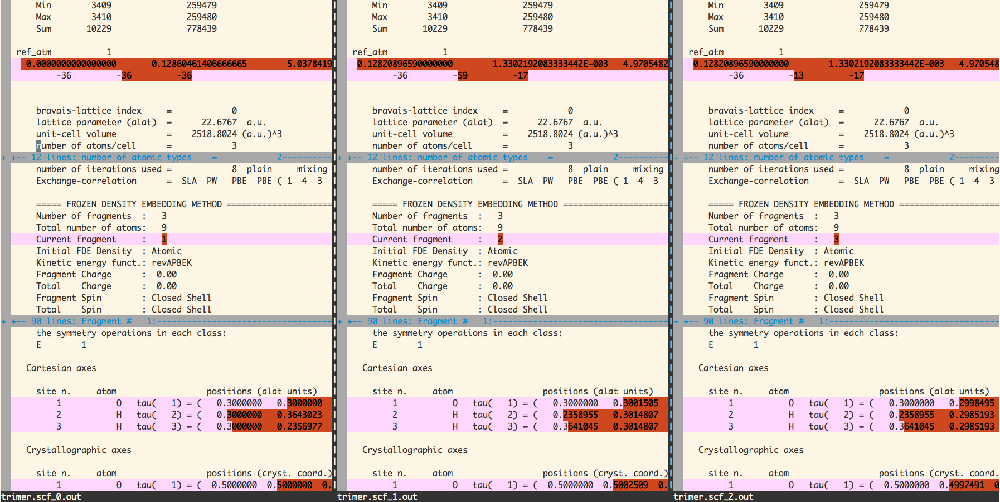 Min 3409 259479
Max 3410 259480
Sum 10229 778439
ref_atm 1
0.0000000000000000 0.12860461406666665 5.0378419
-36 -36 -36
bravais-lattice index = 0
lattice parameter (alat) = 22.6767 a.u.
unit-cell volume = 2518.8024 (a.u.)^3
number of atoms/cell = 3
+ +-- 12 lines: number of atomic types = 2----------
number of iterations used = 8 plain mixing
Exchange-correlation = SLA PW PBE PBE ( 1 4 3
===== FROZEN DENSITY EMBEDDING METHOD =====================
Number of fragments : 3
Total number of atoms: 9
Current fragment : 1
Initial FDE Density : Atomic
Kinetic energy funct.: revAPBEK
Fragment Charge : 0.00
Total Charge : 0.00
Fragment Spin : Closed Shell
Total Spin : Closed Shell
+ +-- 90 lines: Fragment # 1:-----------------------------------
the symmetry operations in each class:
E 1
Cartesian axes
site n. atom positions (alat units)
1 O tau( 1) = ( 0.3000000 0.3000000
2 H tau( 2) = ( 0.3000000 0.3643023
3 H tau( 3) = ( 0.3000000 0.2356977
Crystallographic axes
site n. atom positions (cryst. coord.)
1 O tau( 1) = ( 0.5000000 0.5000000 0.
trimer.scf_0.out
Min 3409 259479
Max 3410 259480
Sum 10229 778439
ref_atm 1
0.12820896590000000 1.3302192083333442E-003 4.9705482
-36 -59 -17
bravais-lattice index = 0
lattice parameter (alat) = 22.6767 a.u.
unit-cell volume = 2518.8024 (a.u.)^3
number of atoms/cell = 3
+ +-- 12 lines: number of atomic types = 2----------
number of iterations used = 8 plain mixing
Exchange-correlation = SLA PW PBE PBE ( 1 4 3
===== FROZEN DENSITY EMBEDDING METHOD =====================
Number of fragments : 3
Total number of atoms: 9
Current fragment : 2
Initial FDE Density : Atomic
Kinetic energy funct.: revAPBEK
Fragment Charge : 0.00
Total Charge : 0.00
Fragment Spin : Closed Shell
Total Spin : Closed Shell
+ +-- 90 lines: Fragment # 1:-----------------------------------
the symmetry operations in each class:
E 1
Cartesian axes
site n. atom positions (alat units)
1 O tau( 1) = ( 0.3000000 0.3001505
2 H tau( 2) = ( 0.2358955 0.3014807
3 H tau( 3) = ( 0.3641045 0.3014807
Crystallographic axes
site n. atom positions (cryst. coord.)
1 O tau( 1) = ( 0.5000000 0.5002509 0.
trimer.scf_1.out
Min 3409 259479
Max 3410 259480
Sum 10229 778439
ref_atm 1
0.12820896590000000 1.3302192083333442E-003 4.970548
-36 -13 -17
bravais-lattice index = 0
lattice parameter (alat) = 22.6767 a.u.
unit-cell volume = 2518.8024 (a.u.)^3
number of atoms/cell = 3
+ +-- 12 lines: number of atomic types = 2----------
number of iterations used = 8 plain mixing
Exchange-correlation = SLA PW PBE PBE ( 1 4 3
===== FROZEN DENSITY EMBEDDING METHOD ====================
Number of fragments : 3
Total number of atoms: 9
Current fragment : 3
Initial FDE Density : Atomic
Kinetic energy funct.: revAPBEK
Fragment Charge : 0.00
Total Charge : 0.00
Fragment Spin : Closed Shell
Total Spin : Closed Shell
+ +-- 90 lines: Fragment # 1:----------------------------------
the symmetry operations in each class:
E 1
Cartesian axes
site n. atom positions (alat units)
1 O tau( 1) = ( 0.3000000 0.2998495
2 H tau( 2) = ( 0.2358955 0.2985193
3 H tau( 3) = ( 0.3641045 0.2985193
Crystallographic axes
site n. atom positions (cryst. coord.
1 O tau( 1) = ( 0.5000000 0.4997491 0
trimer.scf_2.out